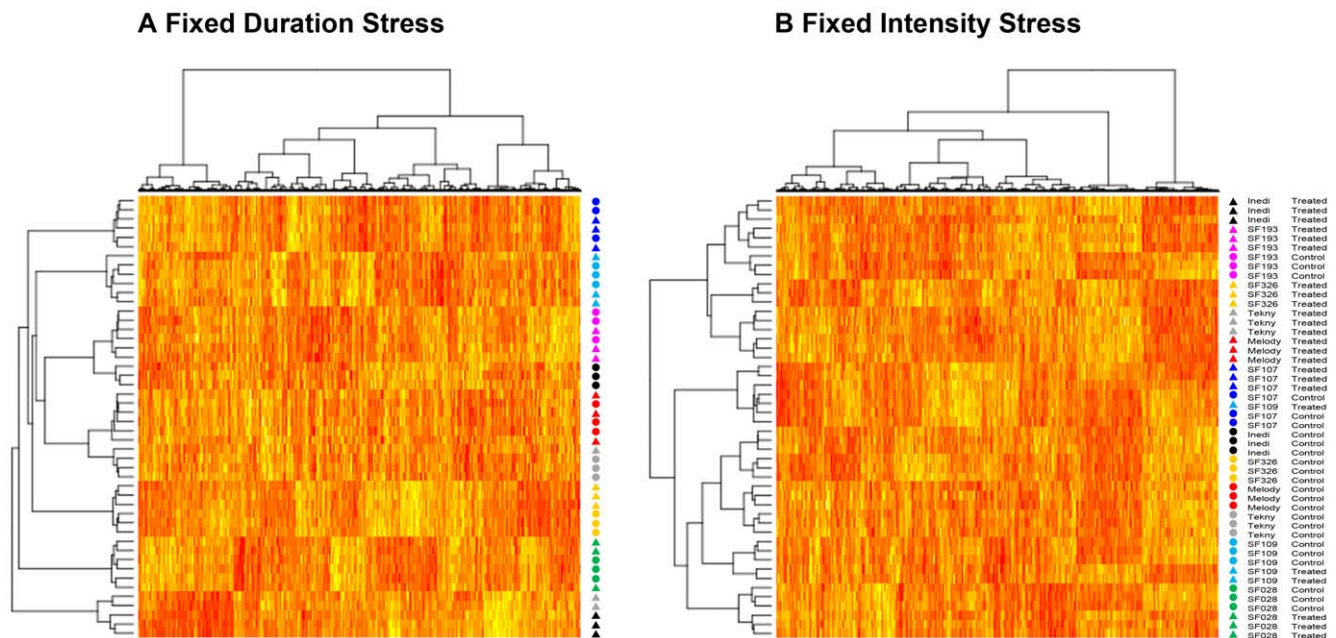 A Fixed Duration Stress
B Fixed Intensity Stress
Inedi Treated
Inedi Treated
Inedi Treated
SF193 Treated
SF193 Treated
SF193 Treated
SF193 Control
SF193 Control
SF193 Control
SF326 Treated
SF326 Treated
SF326 Treated
Tekny Treated
Tekny Treated
Tekny Treated
Melody Treated
Melody Treated
Melody Treated
SF107 Treated
SF107 Treated
SF107 Treated
SF107 Control
SF109 Treated
SF107 Control
SF107 Control
Inedi Control
Inedi Control
Inedi Control
SF326 Control
SF326 Control
SF326 Control
Melody Control
Melody Control
Melody Control
Tekny Control
Tekny Control
Tekny Control
SF109 Control
SF109 Control
SF109 Control
SF109 Treated
SF109 Treated
SF028 Control
SF028 Control
SF028 Control
SF028 Treated
SF028 Treated
SF028 Treated